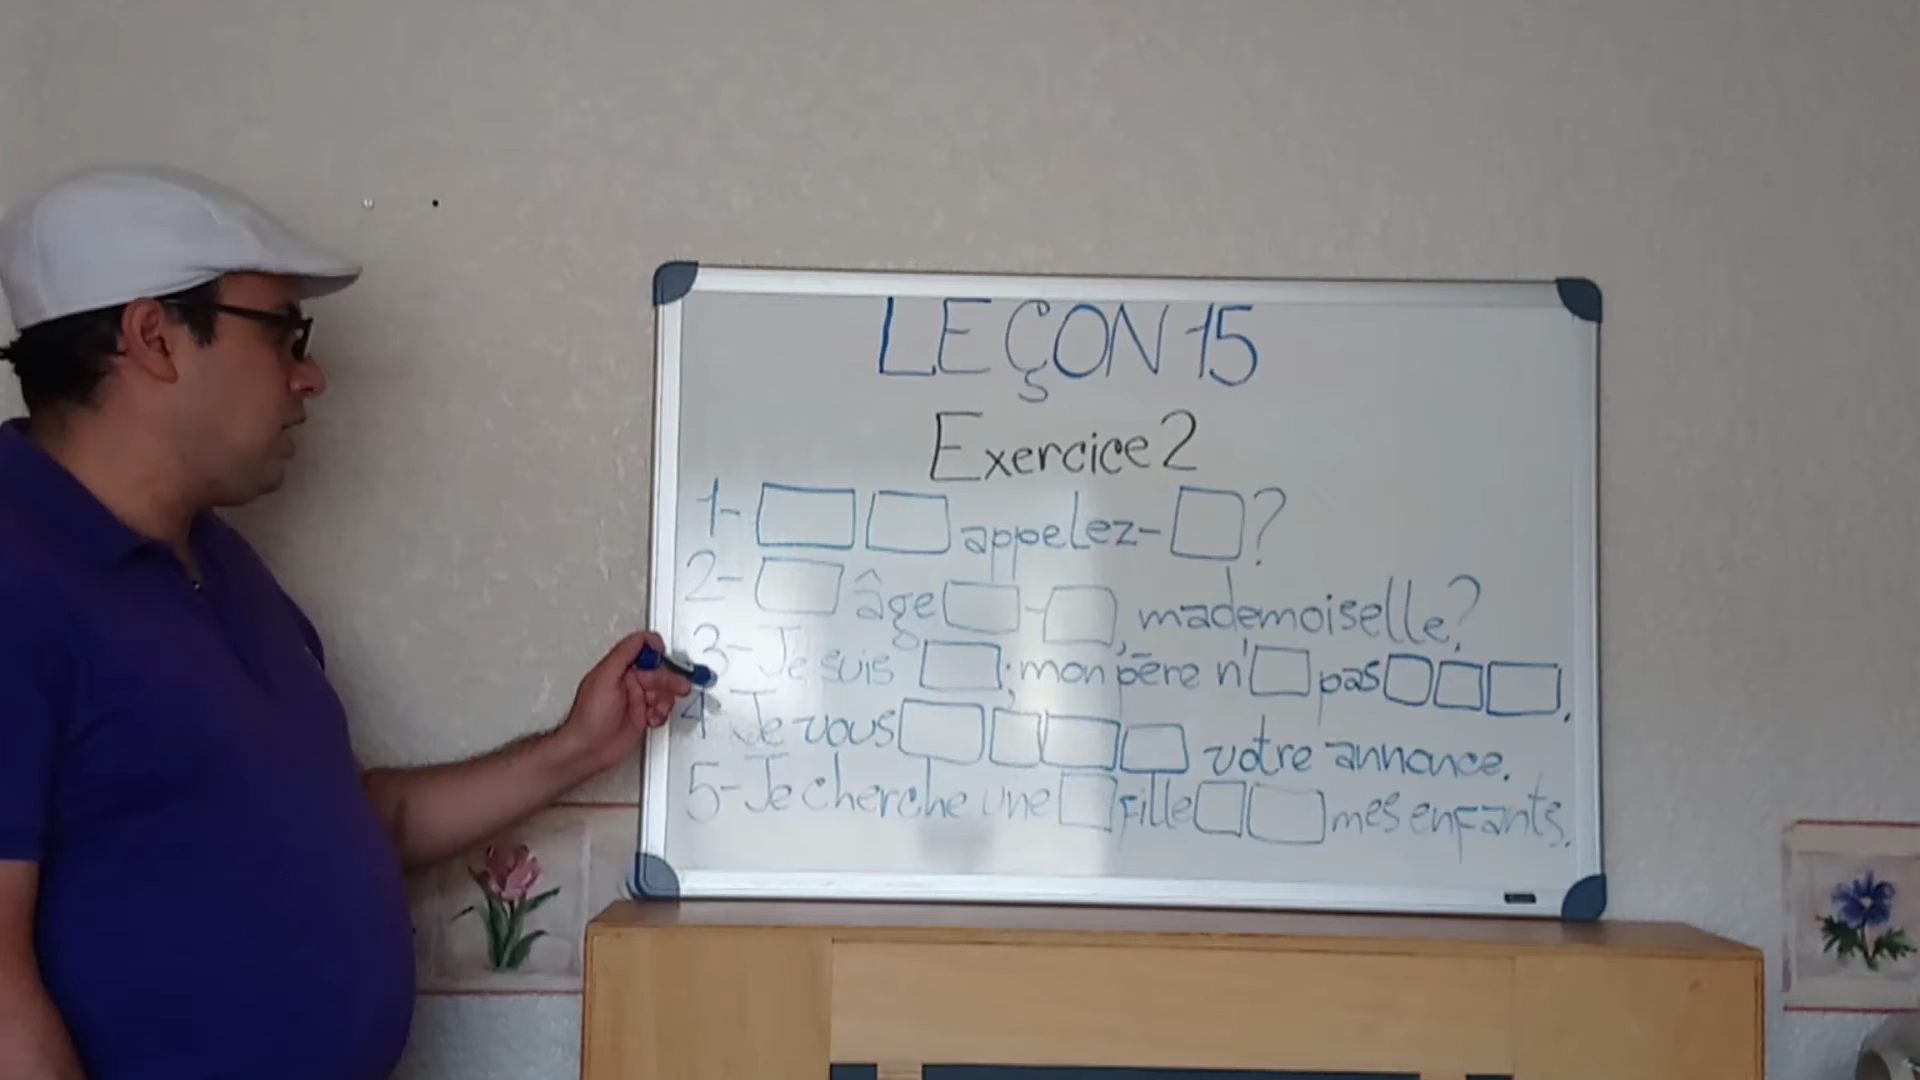 LEÇON 15
Exercice 2
1- appelez- ?
2- âge - , mademoiselle?
3- Je suis ; mon père n' pas .
4- Je vous votre annonce.
5- Je cherche une fille mes enfants.